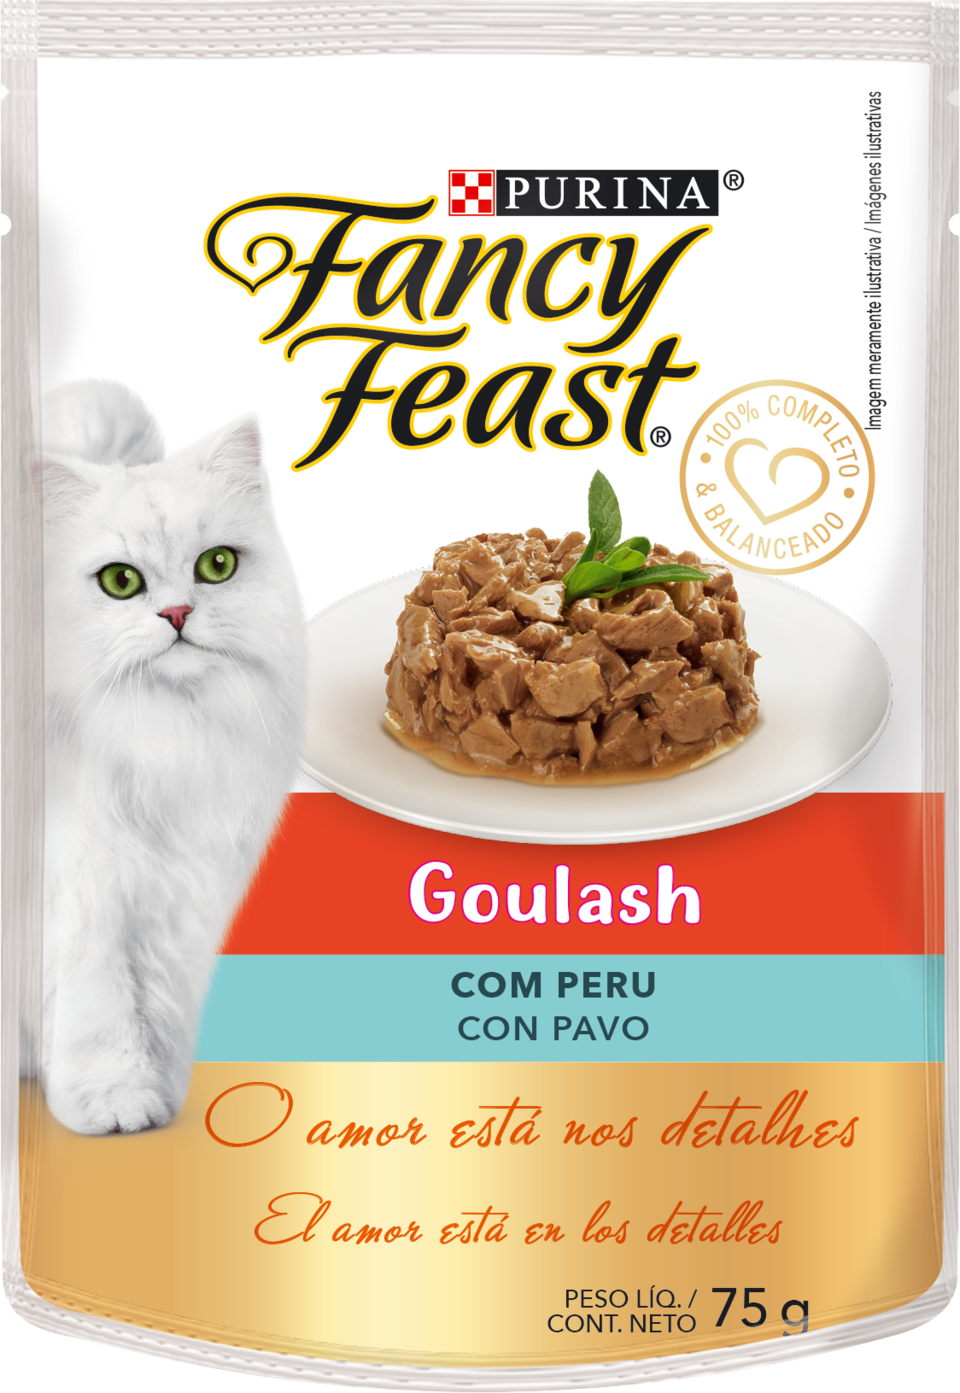 PURINA®
Fancy
Feast®
100% COMPLETO
& BALANCEADO
Imagem meramente ilustrativa / Imágenes ilustrativas
Goulash
COM PERU
CON PAVO
O amor está nos detalhes
El amor está en los detalles
PESO LÍQ. /
CONT. NETO 75 g